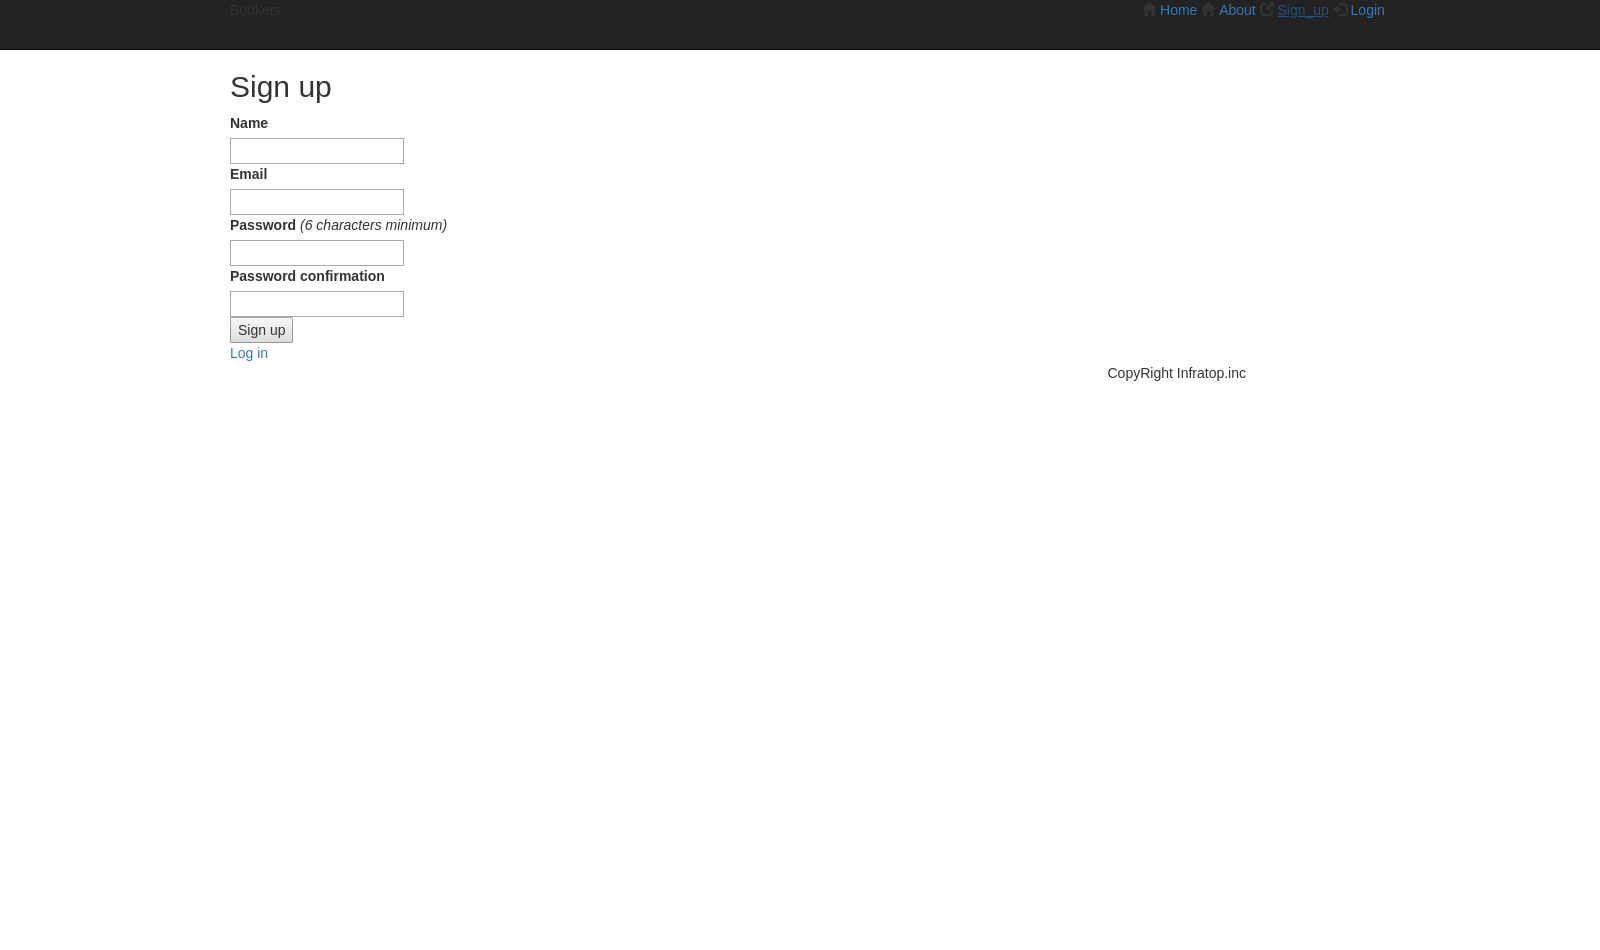 Bookers Home About Sign_up Login
Sign up
Name
Email
Password (6 characters minimum)
Password confirmation
Sign up
Log in
CopyRight Infratop.inc